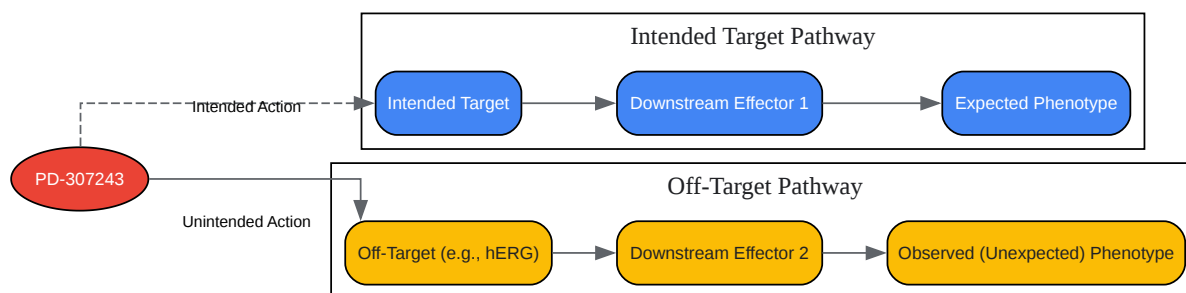 Intended Target Pathway
Intended Target
Downstream Effector 1
Expected Phenotype
Intended Action
PD-307243
Unintended Action
Off-Target Pathway
Off-Target (e.g., hERG)
Downstream Effector 2
Observed (Unexpected) Phenotype